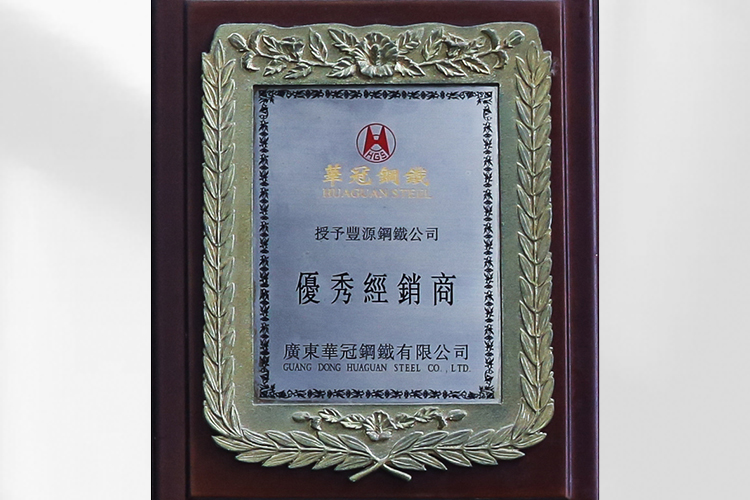 HGS
華冠鋼鐵
HUAGUAN STEEL
授予豐源鋼鐵公司
優秀經銷商
廣東華冠鋼鐵有限公司
GUANG DONG HUAGUAN STEEL CO., LTD.